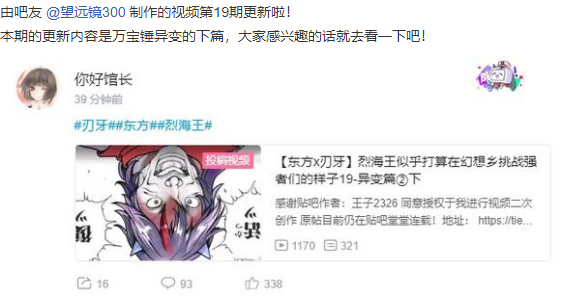 由吧友 @望远镜300 制作的视频第19期更新啦！
本期的更新内容是万宝锤异变的下篇，大家感兴趣的话就去看一下吧！
你好馆长
39 分钟前
#刃牙##东方##烈海王#
投稿视频
【东方x刃牙】烈海王似乎打算在幻想乡挑战强
者们的样子19-异变篇②下
感谢贴吧作者：王子2326 同意授权于我进行视频二次
创作 原帖目前仍在贴吧堂堂连载！地址： https://tie...
1170 321
16 93 338